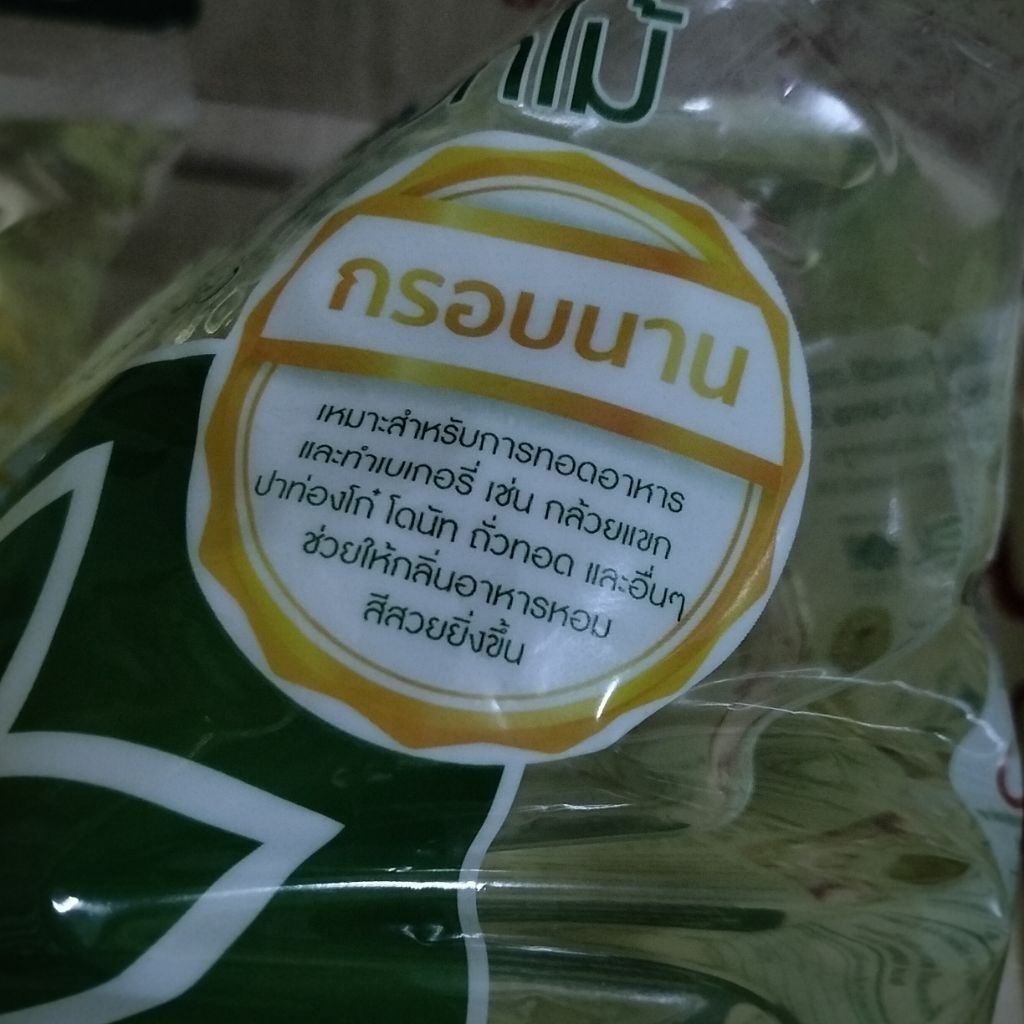 กรอบนาน
เหมาะสำหรับการทอดอาหาร
และทำเบเกอรี่ เช่น กล้วยแขก
ปาท่องโก๋ โดนัท ถั่วทอด และอื่นๆ
ช่วยให้กลิ่นอาหารหอม
สีสวยยิ่งขึ้น